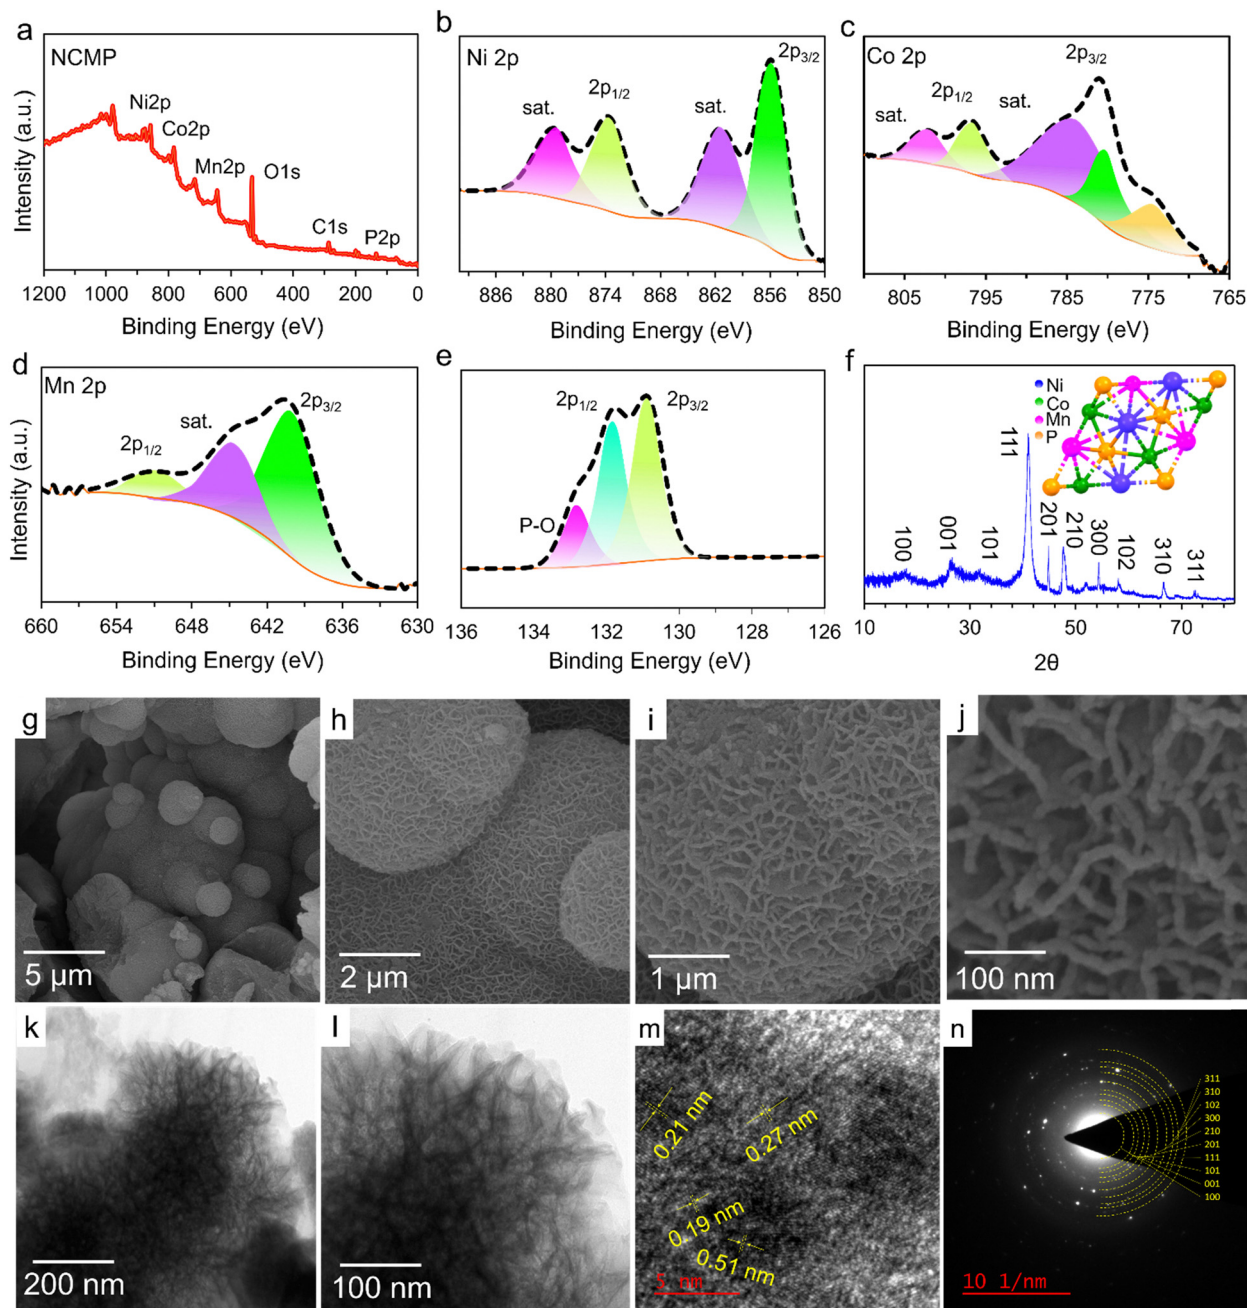 a
NCMP
Ni2p
Co2p
Mn2p
O1s
C1s
P2p
Intensity (a.u.)
1200 1000 800 600 400 200 0
Binding Energy (eV)
b
Ni 2p
sat.
2p1/2
sat.
2p3/2
886 880 874 868 862 856 850
Binding Energy (eV)
c
Co 2p
sat.
2p1/2
sat.
2p3/2
805 795 785 775 765
Binding Energy (eV)
d
Mn 2p
2p1/2
sat.
2p3/2
Intensity (a.u.)
660 654 648 642 636 630
Binding Energy (eV)
e
P-O
2p1/2
2p3/2
136 134 132 130 128 126
Binding Energy (eV)
f
Ni
Co
Mn
P
100
001
101
111
201
210
300
102
310
311
10 30 50 70
2θ
g
5 μm
h
2 μm
i
1 μm
j
100 nm
k
200 nm
l
100 nm
m
0.21 nm
0.27 nm
0.19 nm
0.51 nm
5 nm
n
311
310
102
300
210
201
111
101
001
100
10 1/nm